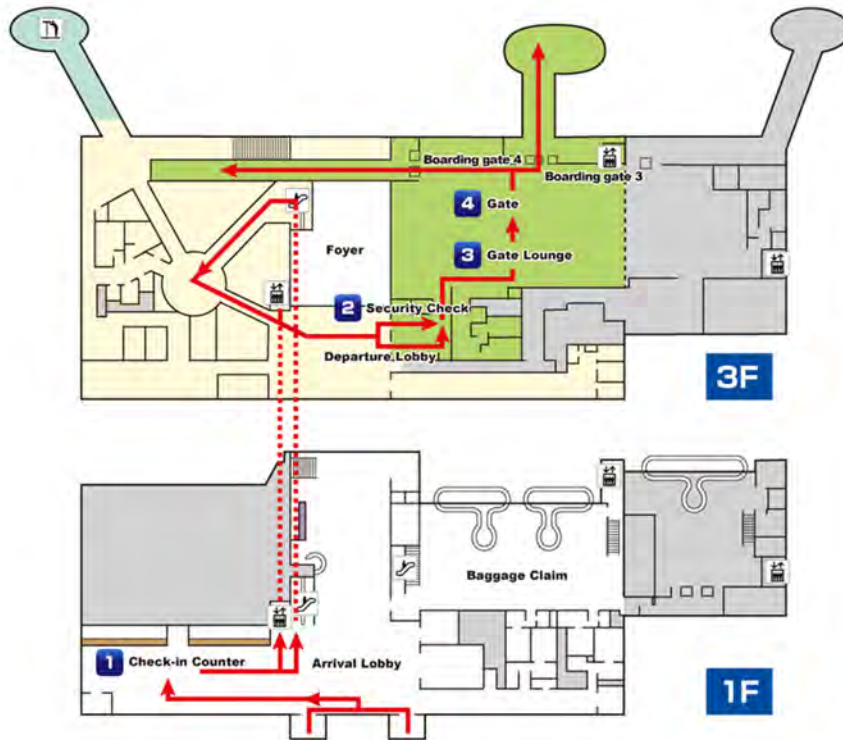 Boarding gate 4
Boarding gate 3
4 Gate
Foyer
3 Gate Lounge
2 Security Check
Departure Lobby
3F
Baggage Claim
1 Check-in Counter
Arrival Lobby
1F